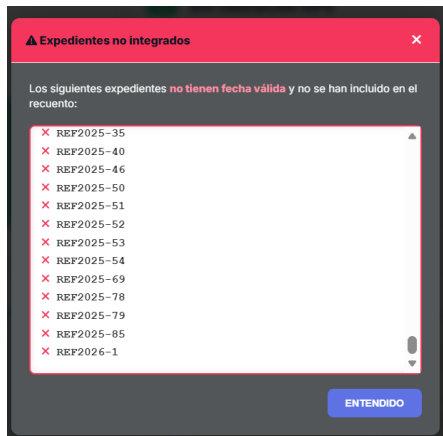 Expedientes no integrados
Los siguientes expedientes no tienen fecha válida y no se han incluido en el
recuento:
REF2025-35
REF2025-40
REF2025-46
REF2025-50
REF2025-51
REF2025-52
REF2025-53
REF2025-54
REF2025-69
REF2025-78
REF2025-79
REF2025-85
REF2026-1
ENTENDIDO